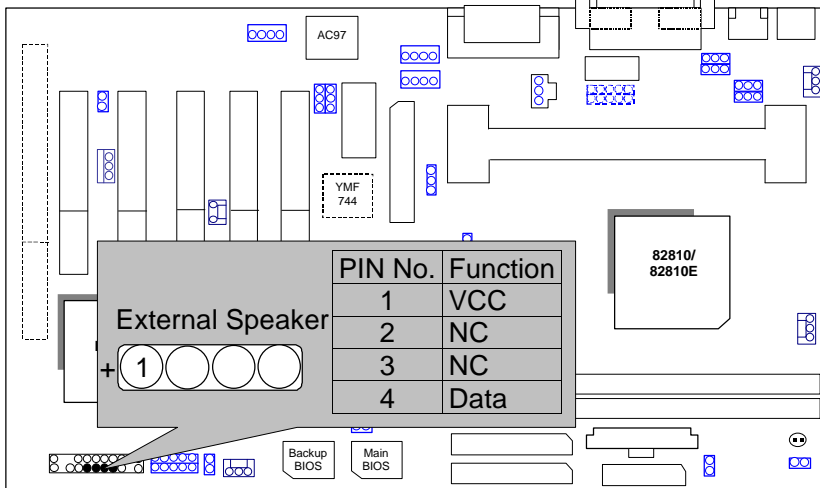 AC97
YMF
744
82810/
82810E
External Speaker
+ 1
PIN No. Function
1 VCC
2 NC
3 NC
4 Data
Backup
BIOS
Main
BIOS